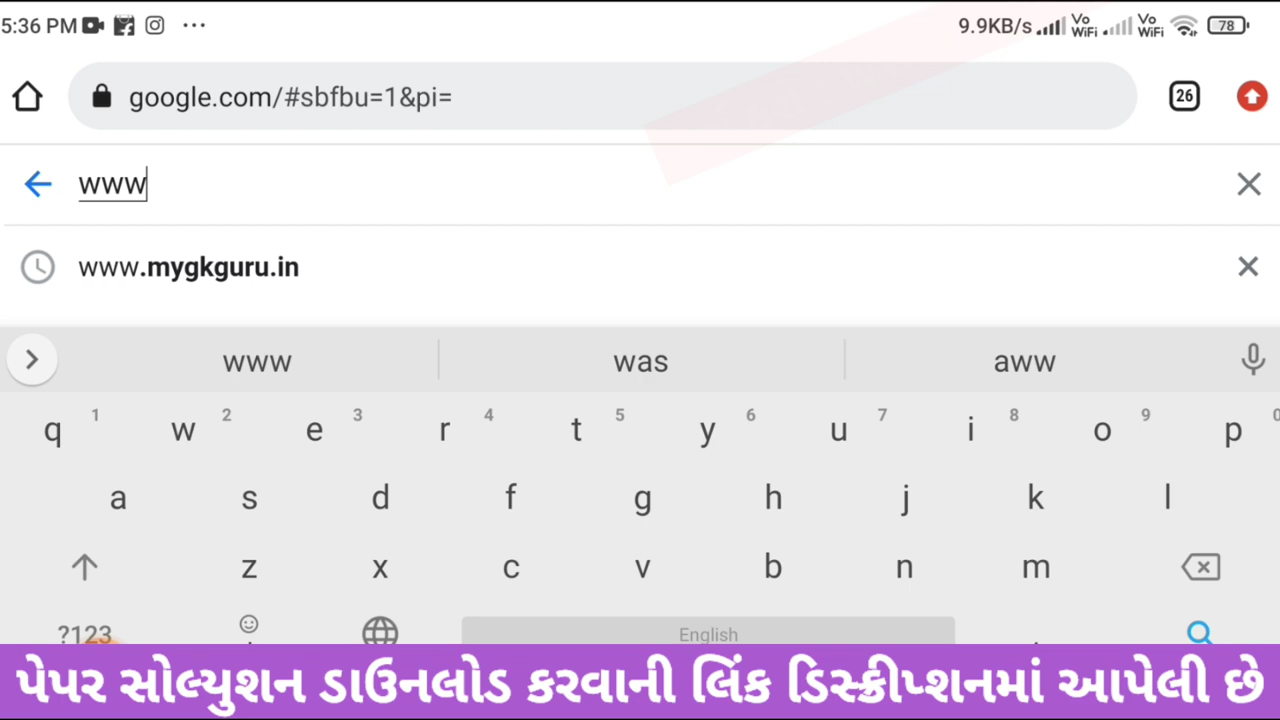 5:36 PM 9.9KB/s Vo WiFi Vo WiFi 78
google.com/#sbfbu=1&pi= 26
www
www.mygkguru.in
www was aww
q 1 w 2 e 3 r 4 t 5 y 6 u 7 i 8 o 9 p 0
a s d f g h j k l
z x c v b n m
?123 English
પેપર સોલ્યુશન ડાઉનલોડ કરવાની લિંક ડિસ્ક્રીપ્શનમાં આપેલી છે